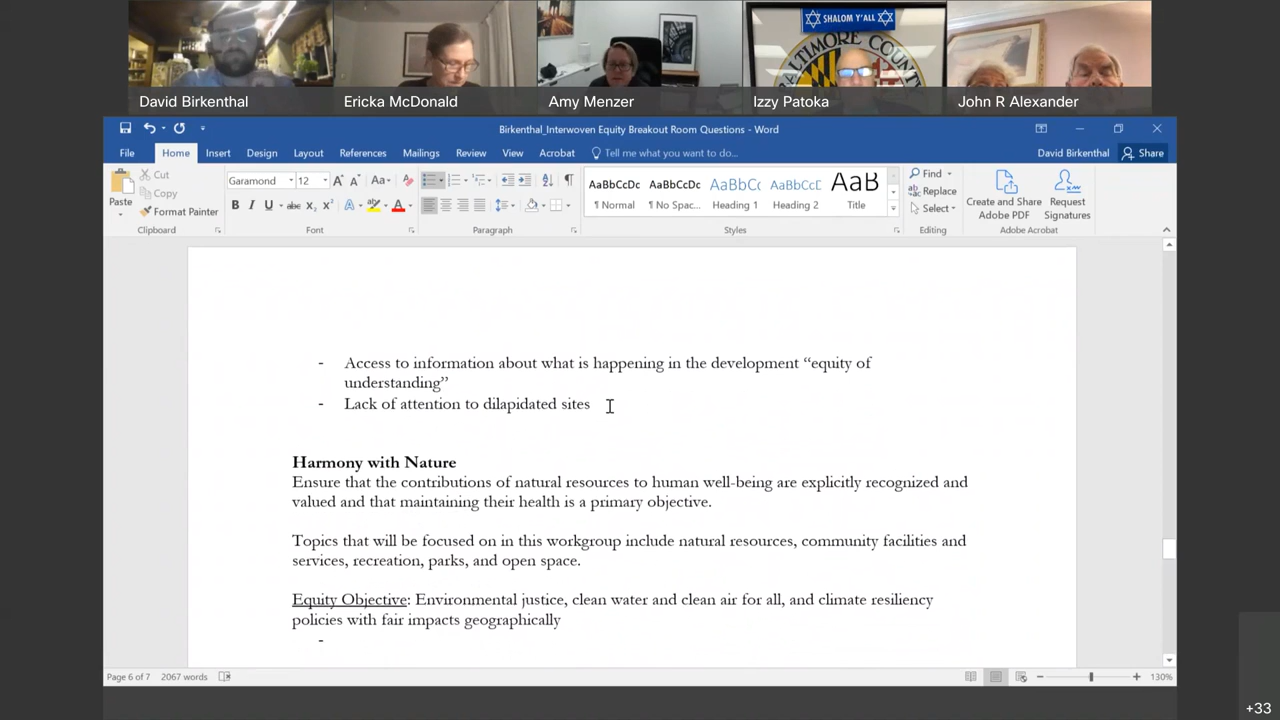 SHALOM Y'ALL
BALTIMORE COUNTY
David Birkenthal
Ericka McDonald
Amy Menzer
Izzy Patoka
John R Alexander
Birkenthal_Interwoven Equity Breakout Room Questions - Word
File Home Insert Design Layout References Mailings Review View Acrobat Tell me what you want to do... David Birkenthal Share
Paste
Cut
Copy
Format Painter
Clipboard
Garamond 12
Font
Paragraph
AaBbCcDc AaBbCcDc AaBbCc AaBbCcD AaB
¶ Normal ¶ No Spac... Heading 1 Heading 2 Title
Styles
Find
Replace
Select
Editing
Create and Share Adobe PDF
Request Signatures
Adobe Acrobat
- Access to information about what is happening in the development “equity of
understanding”
- Lack of attention to dilapidated sites
Harmony with Nature
Ensure that the contributions of natural resources to human well-being are explicitly recognized and
valued and that maintaining their health is a primary objective.
Topics that will be focused on in this workgroup include natural resources, community facilities and
services, recreation, parks, and open space.
Equity Objective: Environmental justice, clean water and clean air for all, and climate resiliency
policies with fair impacts geographically
-
Page 6 of 7 2067 words 130%
+33